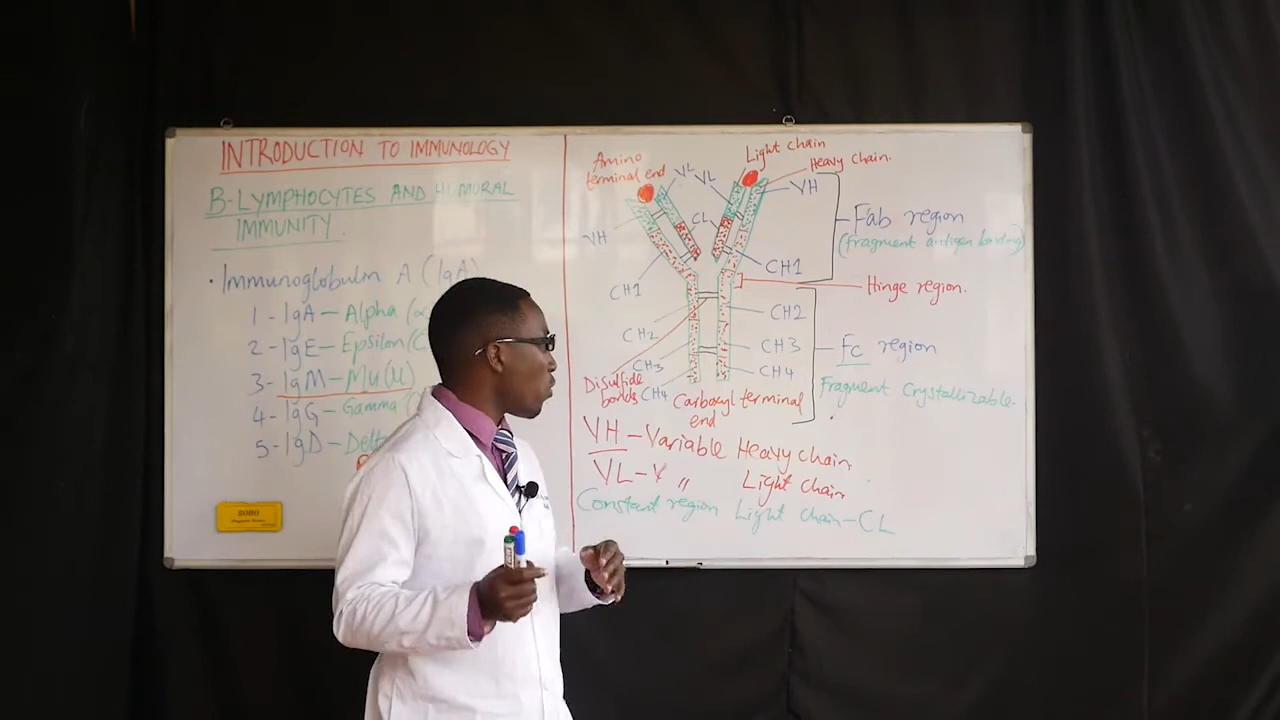 INTRODUCTION TO IMMUNOLOGY
B-LYMPHOCYTES AND HUMURAL
IMMUNITY
· Immunoglobulin A (IgA)
1 - IgA - Alpha (α
2 - IgE - Epsilon (
3 - IgM - Mu (μ)
4 - IgG - Gamma (
5 - IgD - Delt
SOHO
Amino
terminal end
VL
VL
Light chain
Heavy chain.
VH
VH
CL
Fab region
(fragment antigen binding)
CH1
CH1
Hinge region.
CH2
CH2
CH3
CH3
CH4
CH4
Fc region
Fragment Crystallizable.
Disulfide
bonds
Carboxyl terminal
end
VH - Variable Heavy chain
VL - V " Light chain
Constant region Light chain - CL